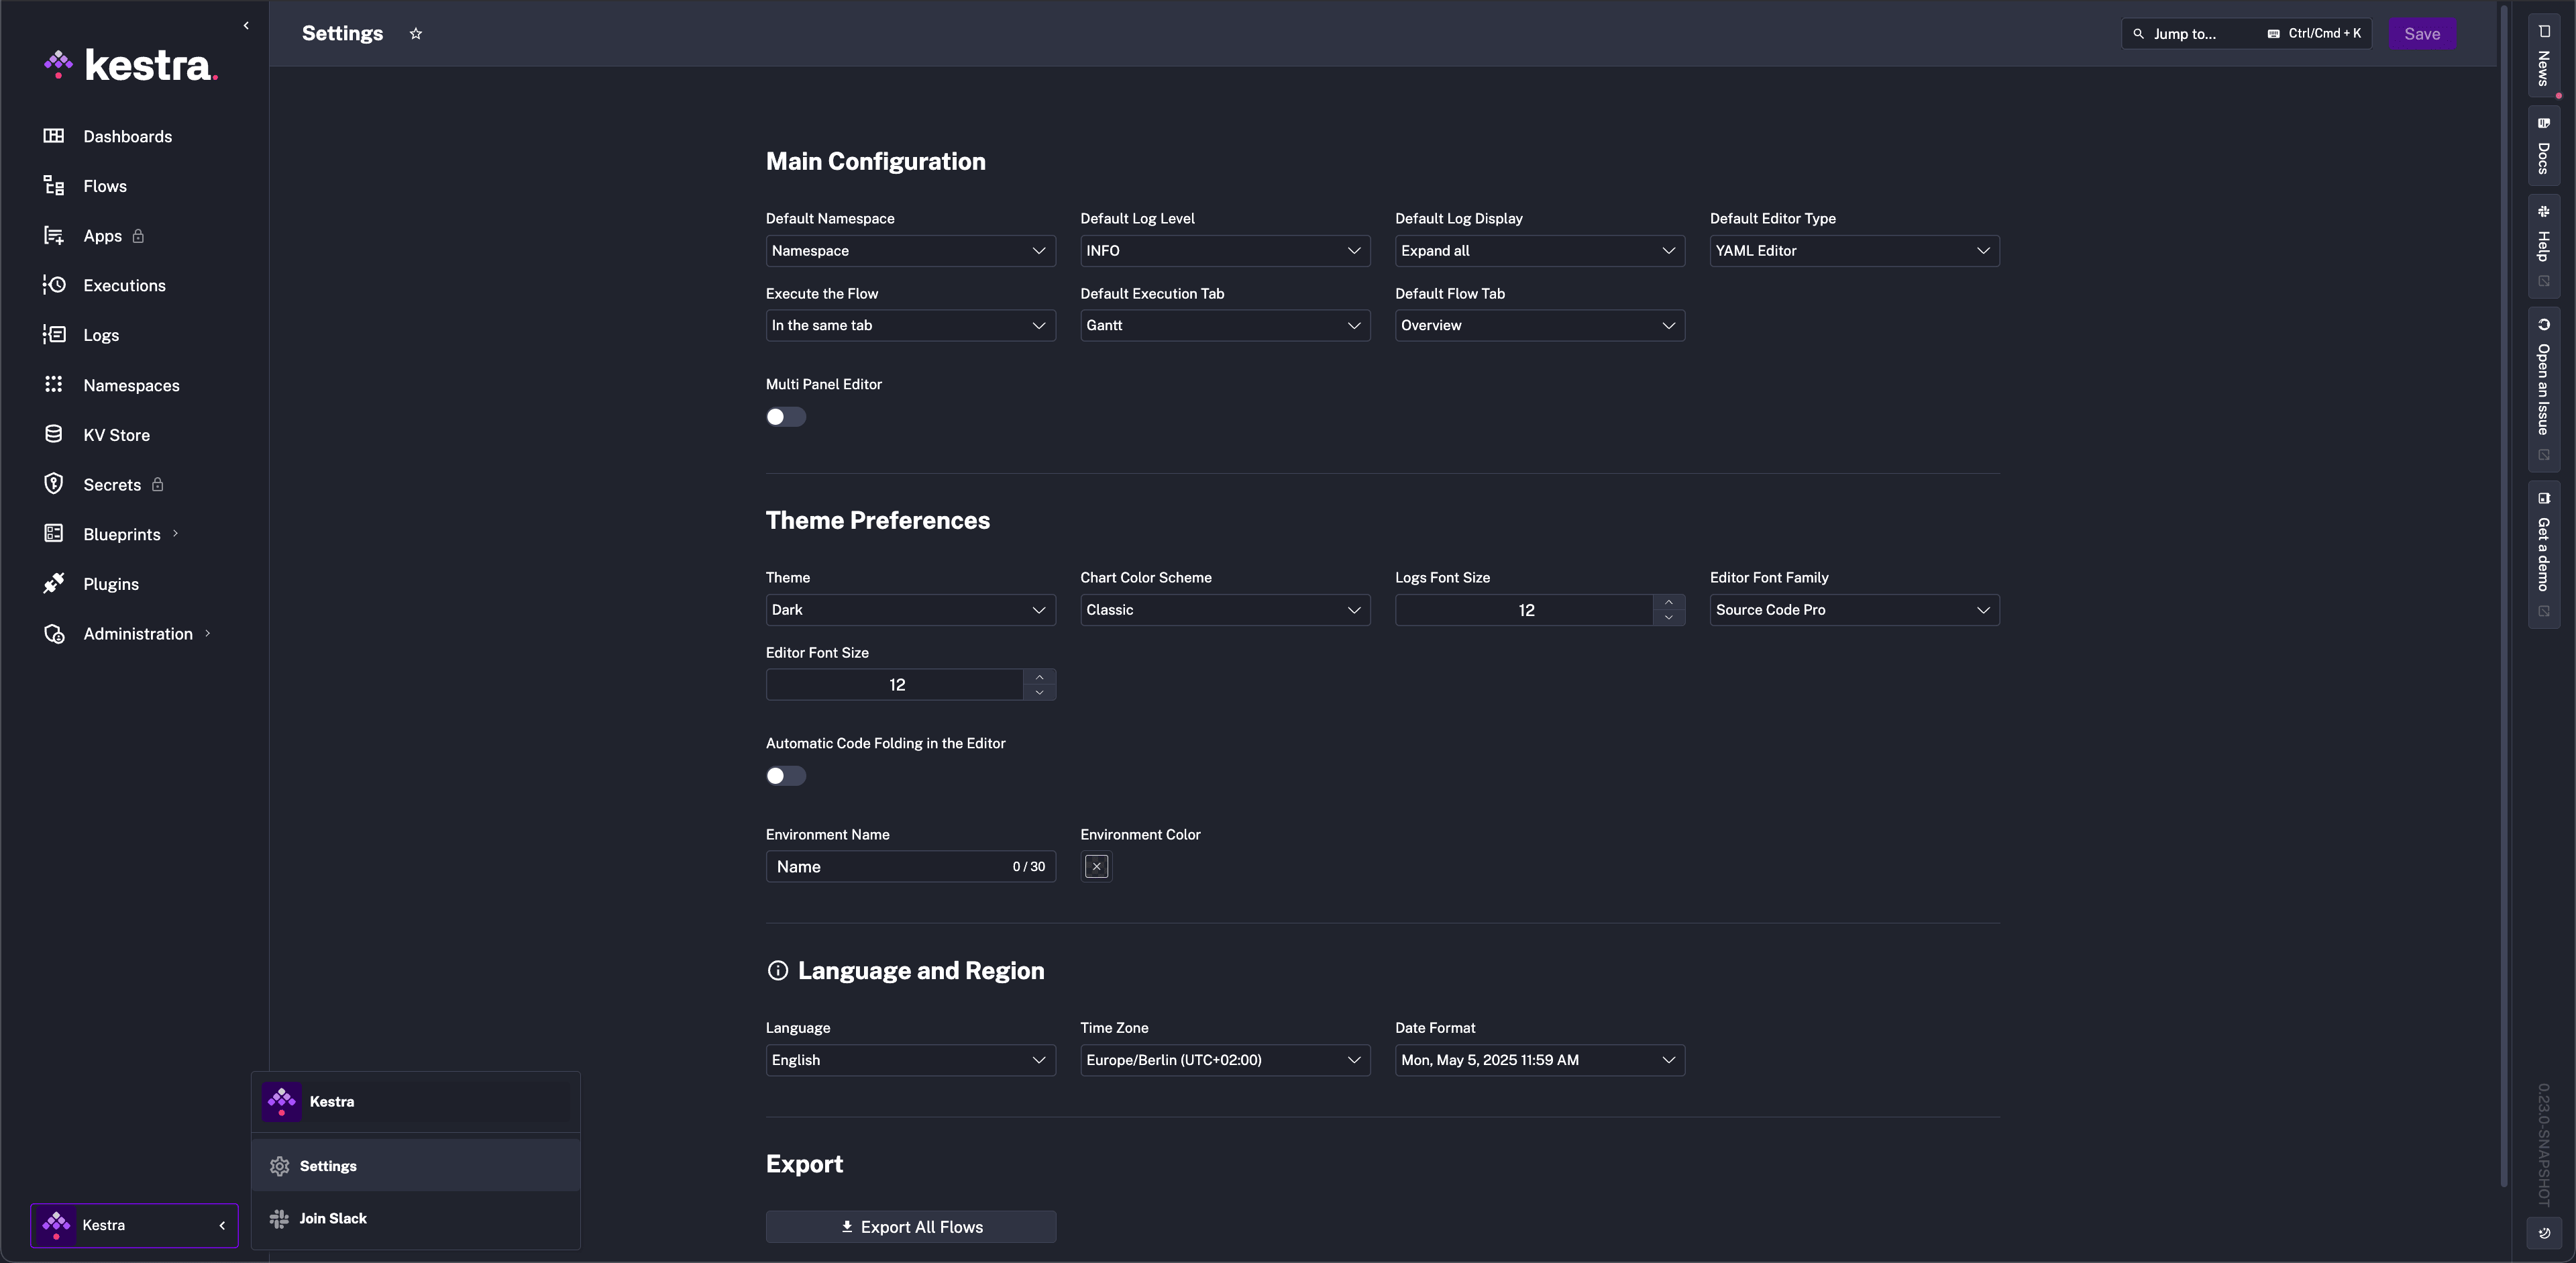 kestra.
Dashboards
Flows
Apps
Executions
Logs
Namespaces
KV Store
Secrets
Blueprints
Plugins
Administration
Kestra
Kestra
Settings
Join Slack
Settings
Jump to...
Ctrl/Cmd + K
Save
Main Configuration
Default Namespace
Default Log Level
Default Log Display
Default Editor Type
Namespace
INFO
Expand all
YAML Editor
Execute the Flow
Default Execution Tab
Default Flow Tab
In the same tab
Gantt
Overview
Multi Panel Editor
Theme Preferences
Theme
Chart Color Scheme
Logs Font Size
Editor Font Family
Dark
Classic
12
Source Code Pro
Editor Font Size
12
Automatic Code Folding in the Editor
Environment Name
Environment Color
Name
0 / 30
Language and Region
Language
Time Zone
Date Format
English
Europe/Berlin (UTC+02:00)
Mon, May 5, 2025 11:59 AM
Export
Export All Flows
News
Docs
Help
Open an Issue
Get a demo
0.23.0-SNAPSHOT